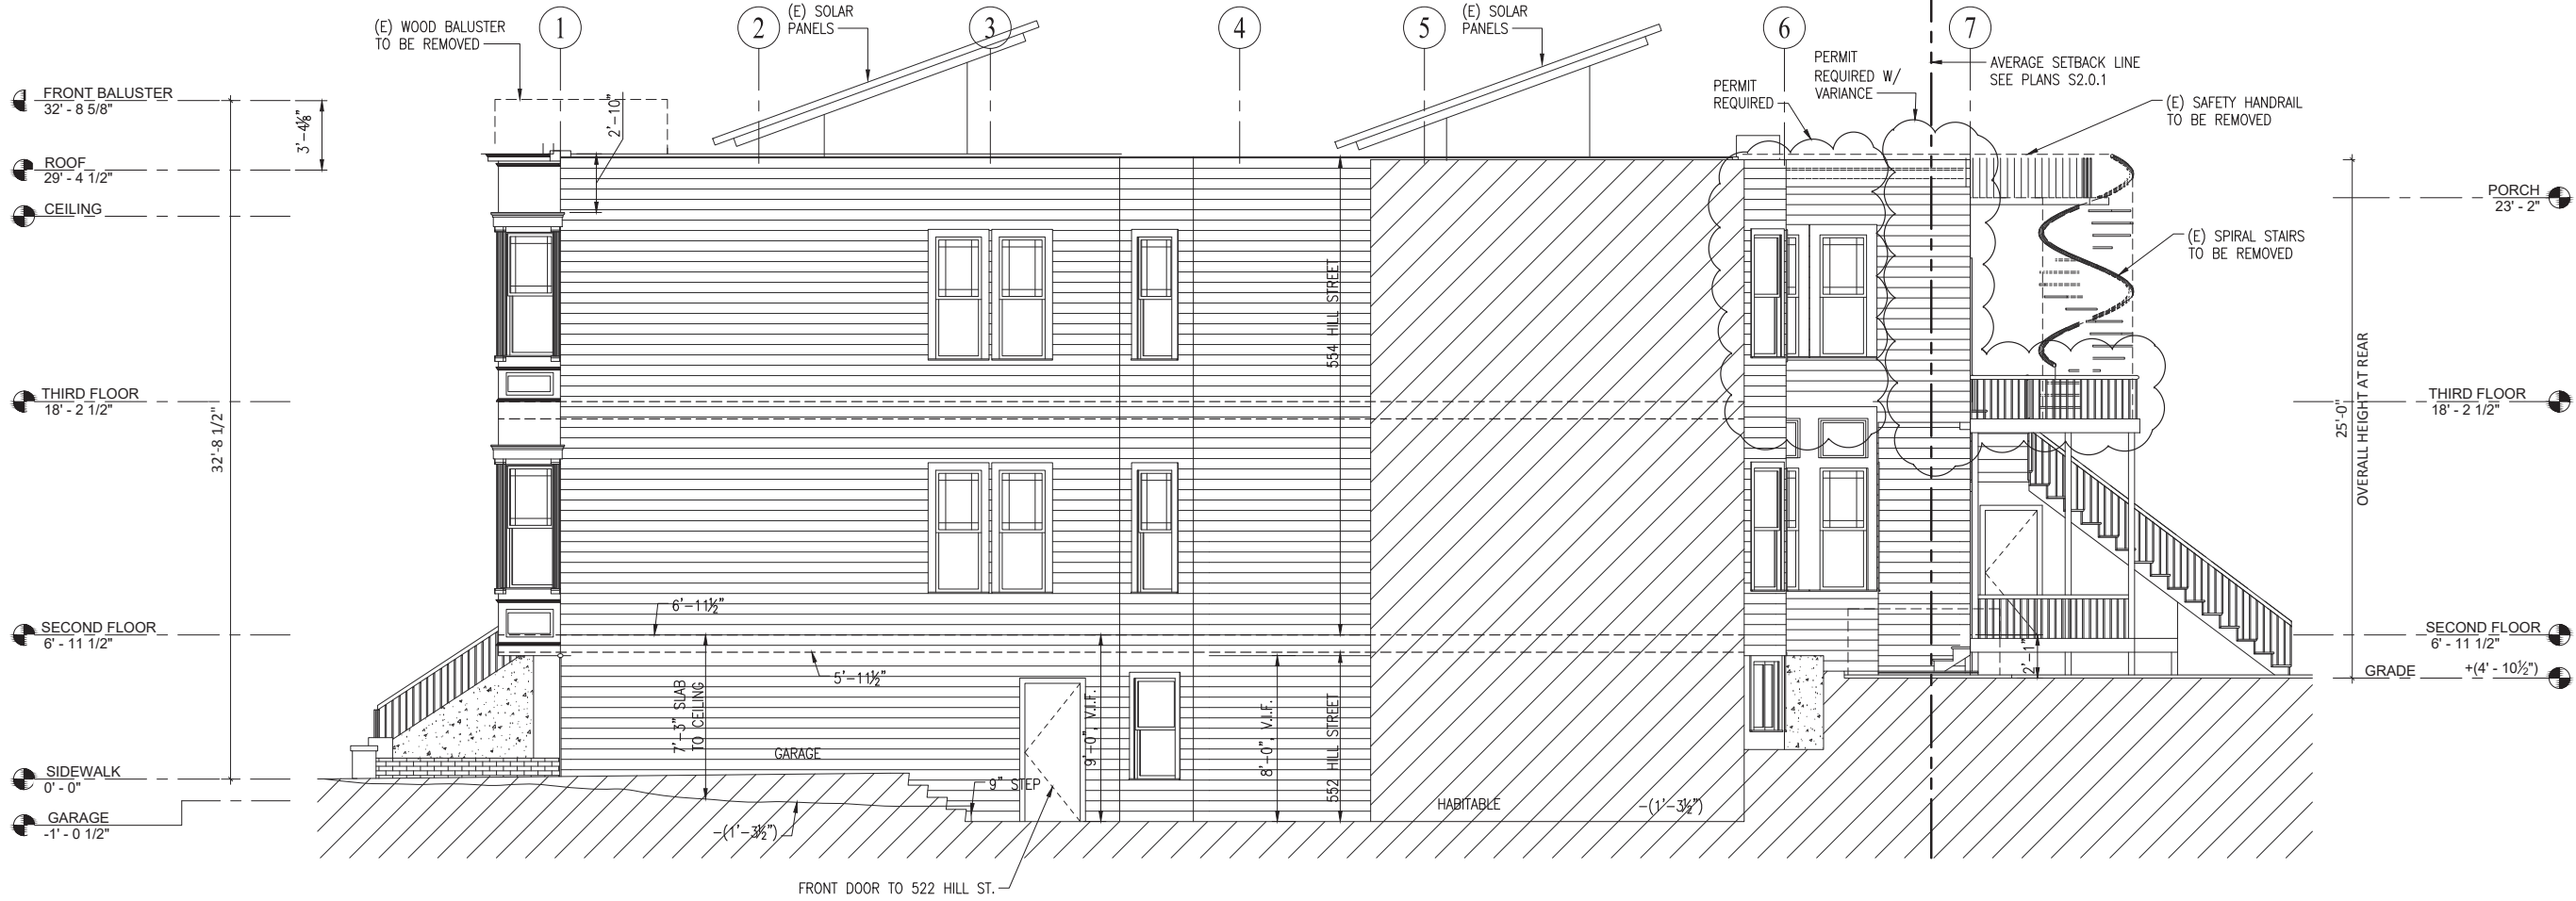 (E) WOOD BALUSTER
TO BE REMOVED
1
2
(E) SOLAR
PANELS
3
4
5
(E) SOLAR
PANELS
6
7
PERMIT
REQUIRED
PERMIT
REQUIRED W/
VARIANCE
AVERAGE SETBACK LINE
SEE PLANS S2.0.1
(E) SAFETY HANDRAIL
TO BE REMOVED
(E) SPIRAL STAIRS
TO BE REMOVED
FRONT BALUSTER
32' - 8 5/8"
ROOF
29' - 4 1/2"
CEILING
THIRD FLOOR
18' - 2 1/2"
SECOND FLOOR
6' - 11 1/2"
SIDEWALK
0' - 0"
GARAGE
-1' - 0 1/2"
3'-4⅛"
32'-8 1/2"
2'-10"
554 HILL STREET
6'-11½"
5'-11½"
7'-3" SLAB
TO CEILING
GARAGE
9" STEP
9'-0", V.I.F.
8'-0", V.I.F.
552 HILL STREET
HABITABLE
-(1'-3½")
-(1'-3½")
FRONT DOOR TO 522 HILL ST.
2'-1"
25'-0"
OVERALL HEIGHT AT REAR
PORCH
23' - 2"
THIRD FLOOR
18' - 2 1/2"
SECOND FLOOR
6' - 11 1/2"
GRADE +(4' - 10½")